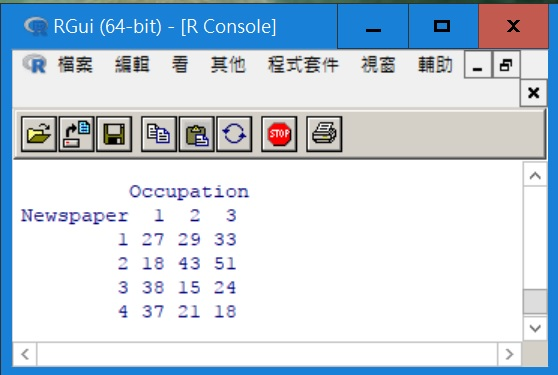 RGui (64-bit) - [R Console]
檔案 編輯 看 其他 程式套件 視窗 輔助
STOP
Occupation
Newspaper 1 2 3
1 27 29 33
2 18 43 51
3 38 15 24
4 37 21 18